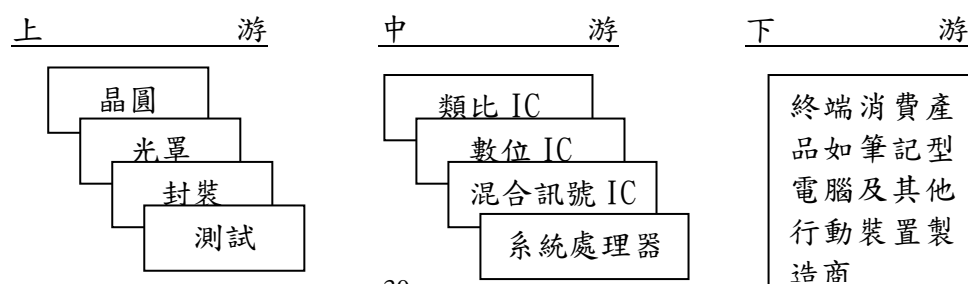 上游 中游 下游
晶圓
光罩
封裝
測試
類比 IC
數位 IC
混合訊號 IC
系統處理器
終端消費產
品如筆記型
電腦及其他
行動裝置製
造商